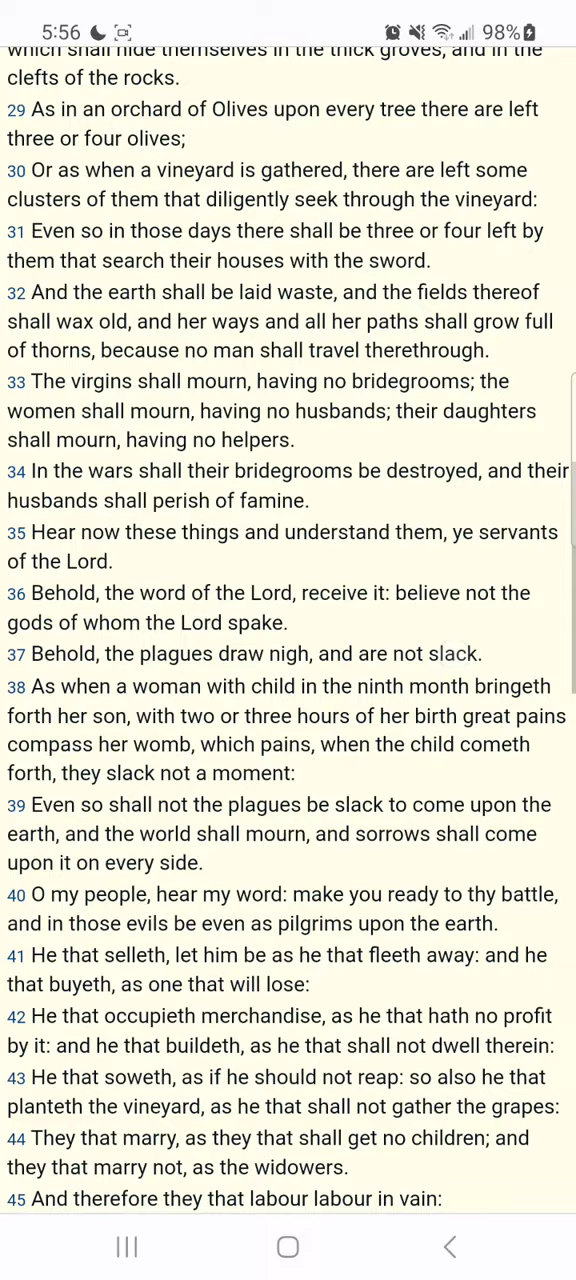 5:56 98%
which shall hide themselves in the thick groves, and in the
clefts of the rocks.
29 As in an orchard of Olives upon every tree there are left
three or four olives;
30 Or as when a vineyard is gathered, there are left some
clusters of them that diligently seek through the vineyard:
31 Even so in those days there shall be three or four left by
them that search their houses with the sword.
32 And the earth shall be laid waste, and the fields thereof
shall wax old, and her ways and all her paths shall grow full
of thorns, because no man shall travel therethrough.
33 The virgins shall mourn, having no bridegrooms; the
women shall mourn, having no husbands; their daughters
shall mourn, having no helpers.
34 In the wars shall their bridegrooms be destroyed, and their
husbands shall perish of famine.
35 Hear now these things and understand them, ye servants
of the Lord.
36 Behold, the word of the Lord, receive it: believe not the
gods of whom the Lord spake.
37 Behold, the plagues draw nigh, and are not slack.
38 As when a woman with child in the ninth month bringeth
forth her son, with two or three hours of her birth great pains
compass her womb, which pains, when the child cometh
forth, they slack not a moment:
39 Even so shall not the plagues be slack to come upon the
earth, and the world shall mourn, and sorrows shall come
upon it on every side.
40 O my people, hear my word: make you ready to thy battle,
and in those evils be even as pilgrims upon the earth.
41 He that selleth, let him be as he that fleeth away: and he
that buyeth, as one that will lose:
42 He that occupieth merchandise, as he that hath no profit
by it: and he that buildeth, as he that shall not dwell therein:
43 He that soweth, as if he should not reap: so also he that
planteth the vineyard, as he that shall not gather the grapes:
44 They that marry, as they that shall get no children; and
they that marry not, as the widowers.
45 And therefore they that labour labour in vain: